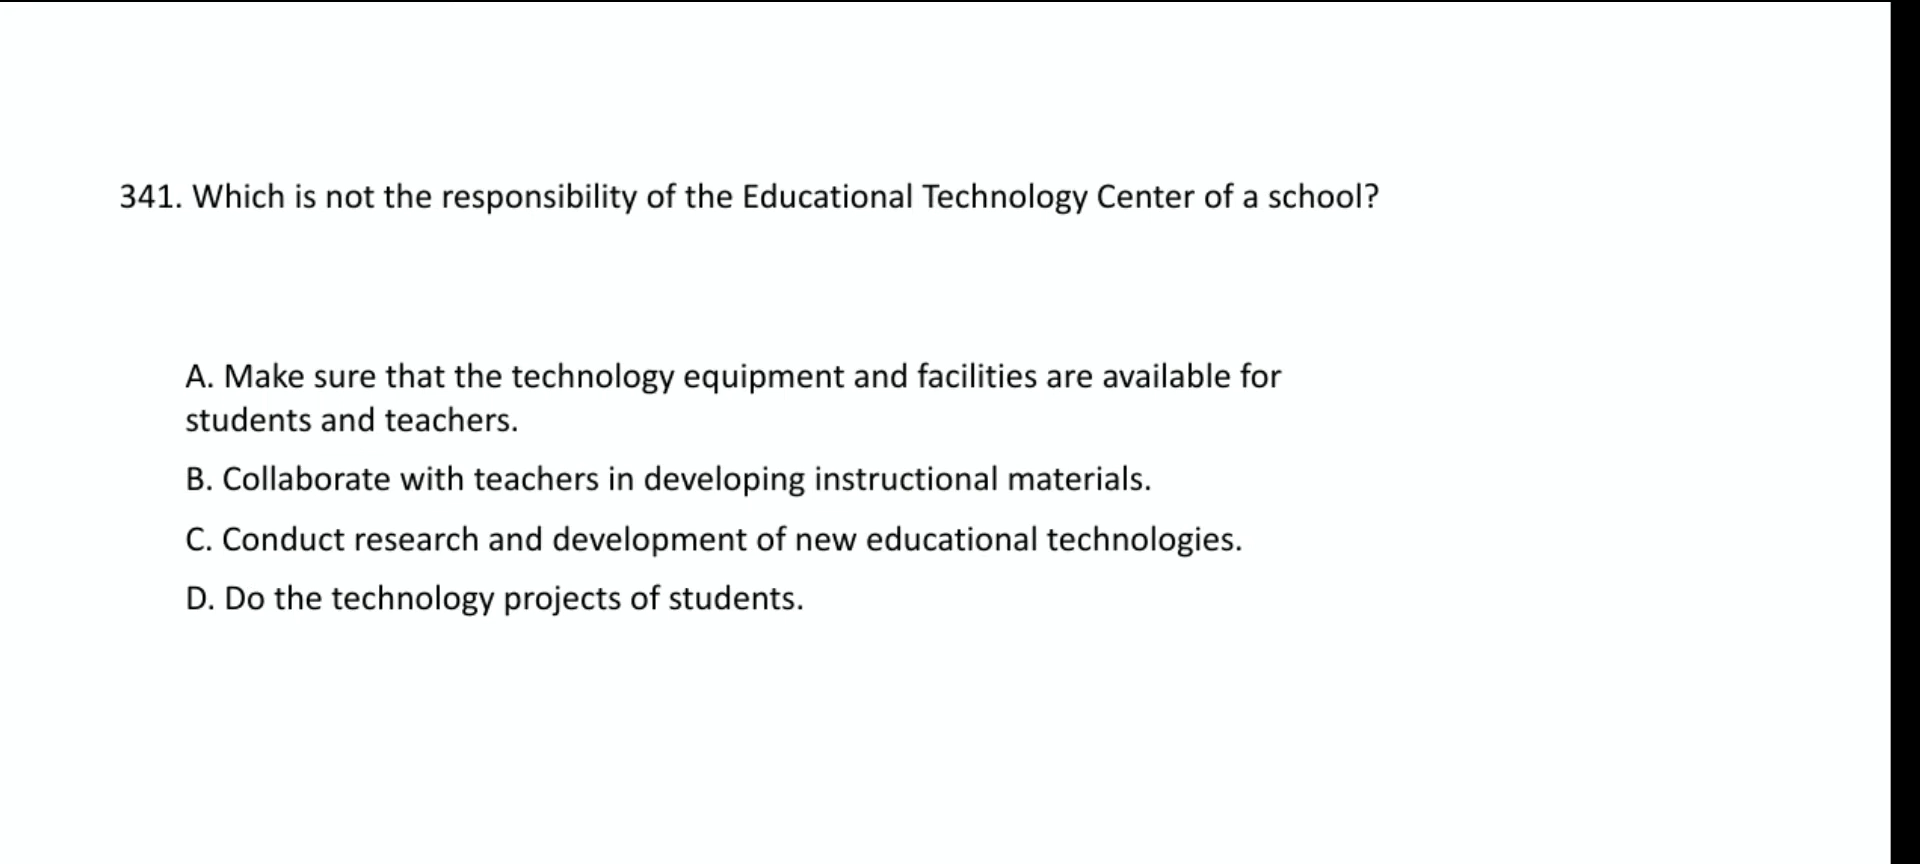 341. Which is not the responsibility of the Educational Technology Center of a school?
A. Make sure that the technology equipment and facilities are available for
students and teachers.
B. Collaborate with teachers in developing instructional materials.
C. Conduct research and development of new educational technologies.
D. Do the technology projects of students.